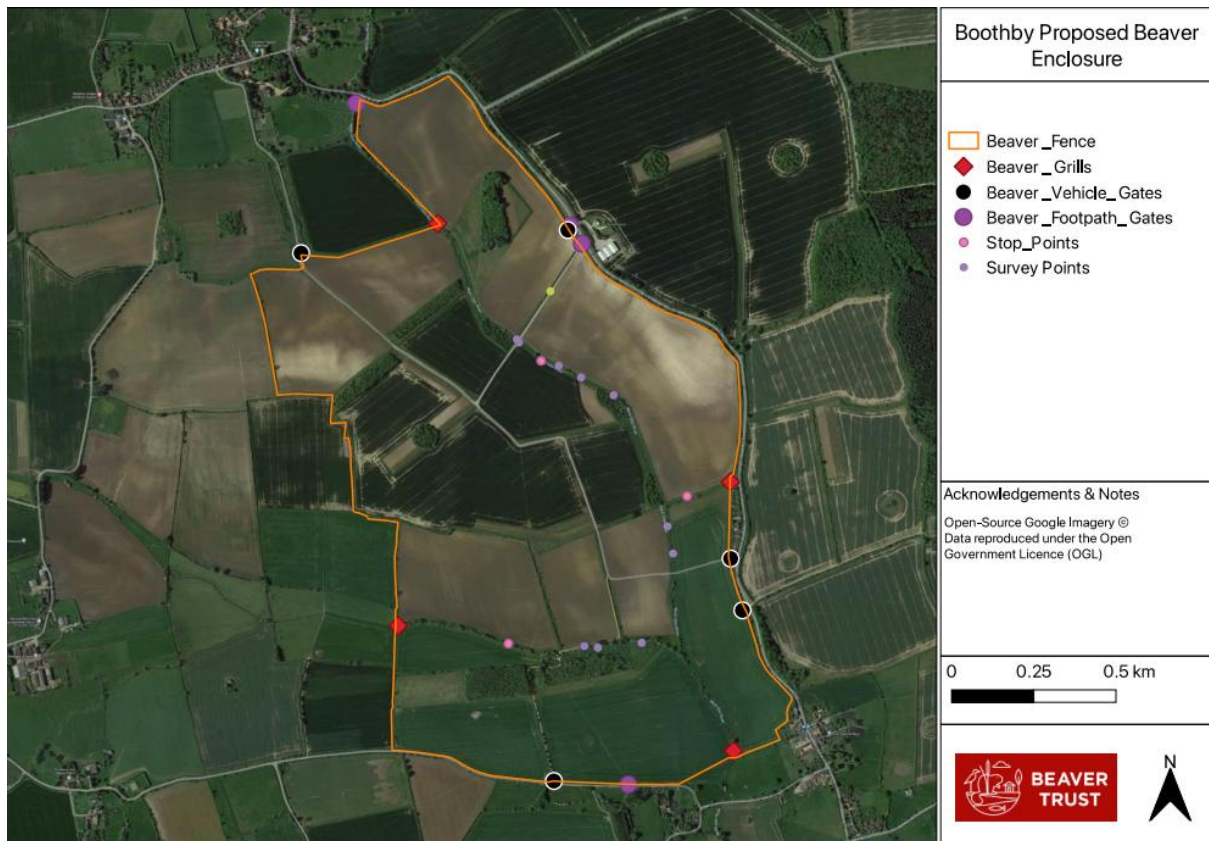 Boothby Proposed Beaver
Enclosure
Beaver_Fence
Beaver_Grills
Beaver_Vehicle_Gates
Beaver_Footpath_Gates
Stop_Points
Survey Points
Acknowledgements & Notes
Open-Source Google Imagery ©
Data reproduced under the Open
Government Licence (OGL)
0 0.25 0.5 km
BEAVER
TRUST
N